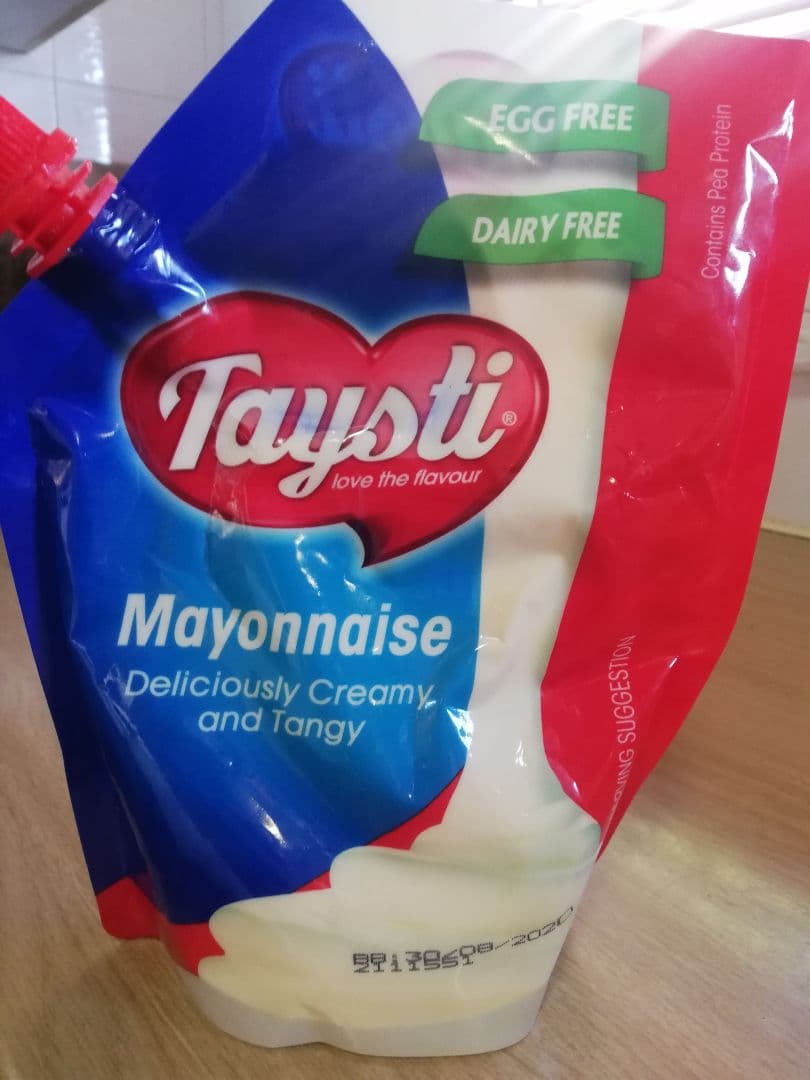 EGG FREE
DAIRY FREE
Contains Pea Protein
Taysti®
love the flavour
Mayonnaise
Deliciously Creamy
and Tangy
SUGGESTION
BB:30/08/2020
2111551